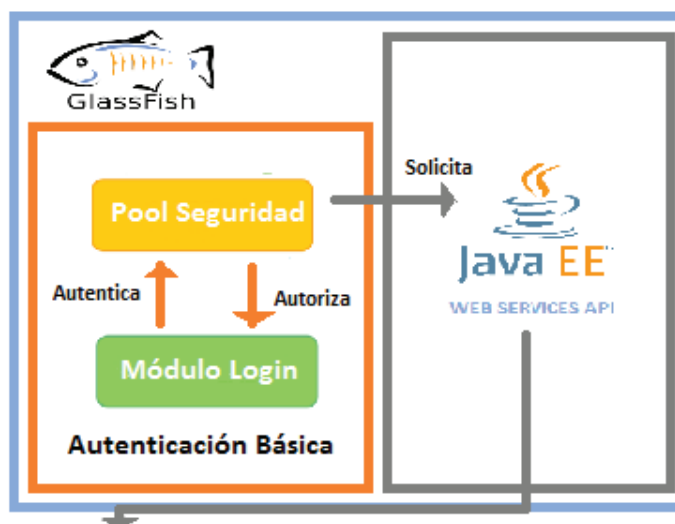 GlassFish
Solicita
Pool Seguridad
Autentica
Autoriza
Módulo Login
Autenticación Básica
Java EE
WEB SERVICES API